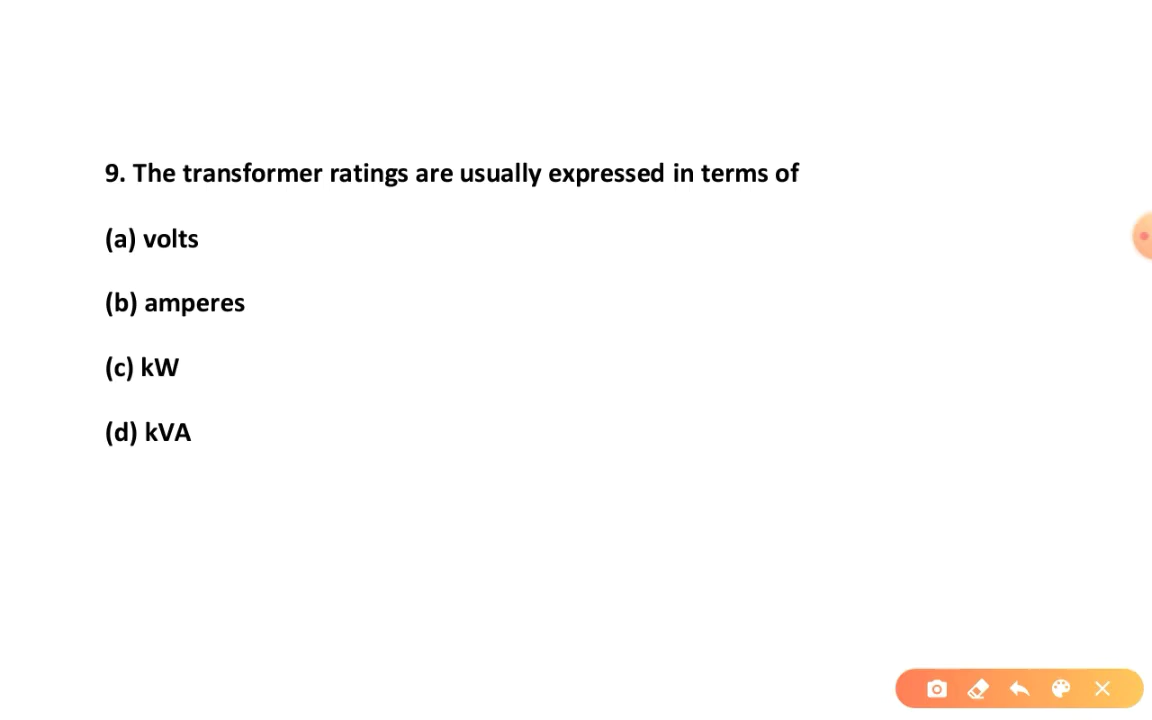 9. The transformer ratings are usually expressed in terms of
(a) volts
(b) amperes
(c) kW
(d) kVA